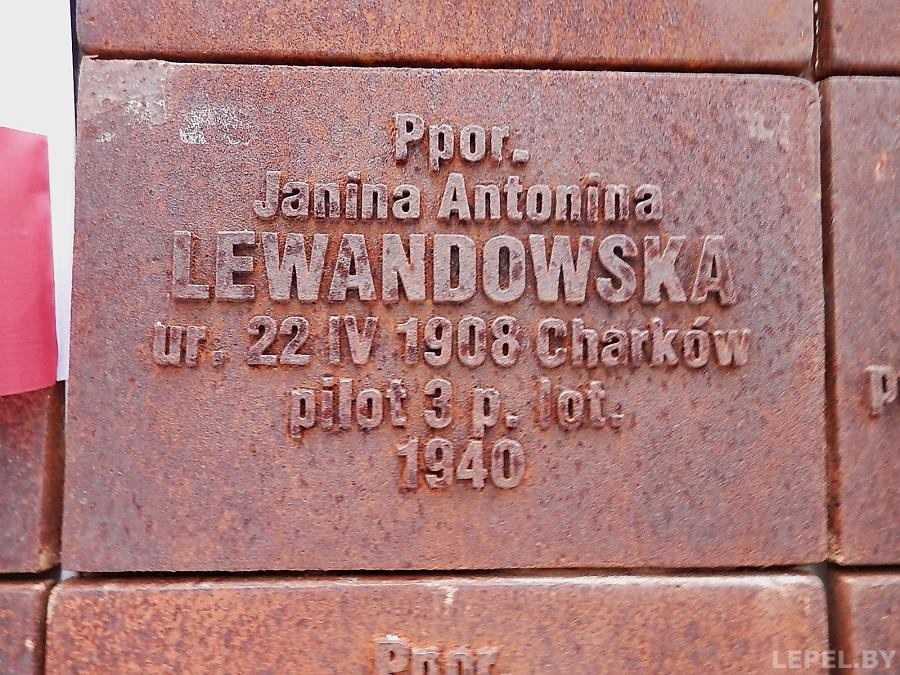 Ppor.
Janina Antonina
LEWANDOWSKA
ur. 22 IV 1908 Charków
pilot 3 p. lot.
1940
p
Ppor.
LEPEL.BY